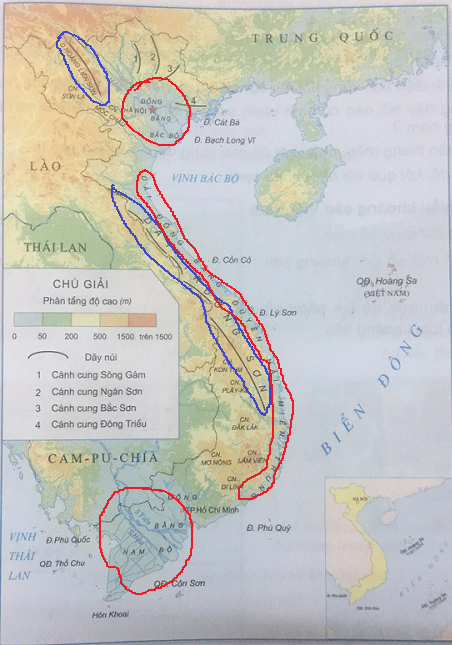 TRUNG QUỐC
D. HOÀNG LIÊN SƠN
1
2
3
4
CN. SƠN LA
MỘC CHÂU
HÀ NỘI
ĐỒNG
BẰNG
BẮC BỘ
Đ. Cát Bà
Đ. Bạch Long Vĩ
LÀO
VỊNH BẮC BỘ
DẢI ĐỒNG BẰNG DUYÊN HẢI MIỀN TRUNG
D. TRƯỜNG SƠN
THÁI LAN
Đ. Cồn Cỏ
QĐ. Hoàng Sa
(VIỆT NAM)
Đ. Lý Sơn
CHÚ GIẢI
Phân tầng độ cao (m)
0 50 200 500 1500 trên 1500
Dãy núi
1 Cánh cung Sông Gâm
2 Cánh cung Ngân Sơn
3 Cánh cung Bắc Sơn
4 Cánh cung Đông Triều
BIỂN ĐÔNG
CN. KON TUM
CN. PLÂY-KU
CN. ĐẮK LẮK
CAM-PU-CHIA
CN. MƠ NÔNG
CN. LÂM VIÊN
CN. DI LINH
ĐỒNG
BẰNG
NAM BỘ
TP Hồ Chí Minh
Đ. Phú Quý
Đ. Phú Quốc
VỊNH
THÁI
LAN
QĐ. Thổ Chu
QĐ. Côn Sơn
Hòn Khoai
HÀ NỘI
BIỂN ĐÔNG